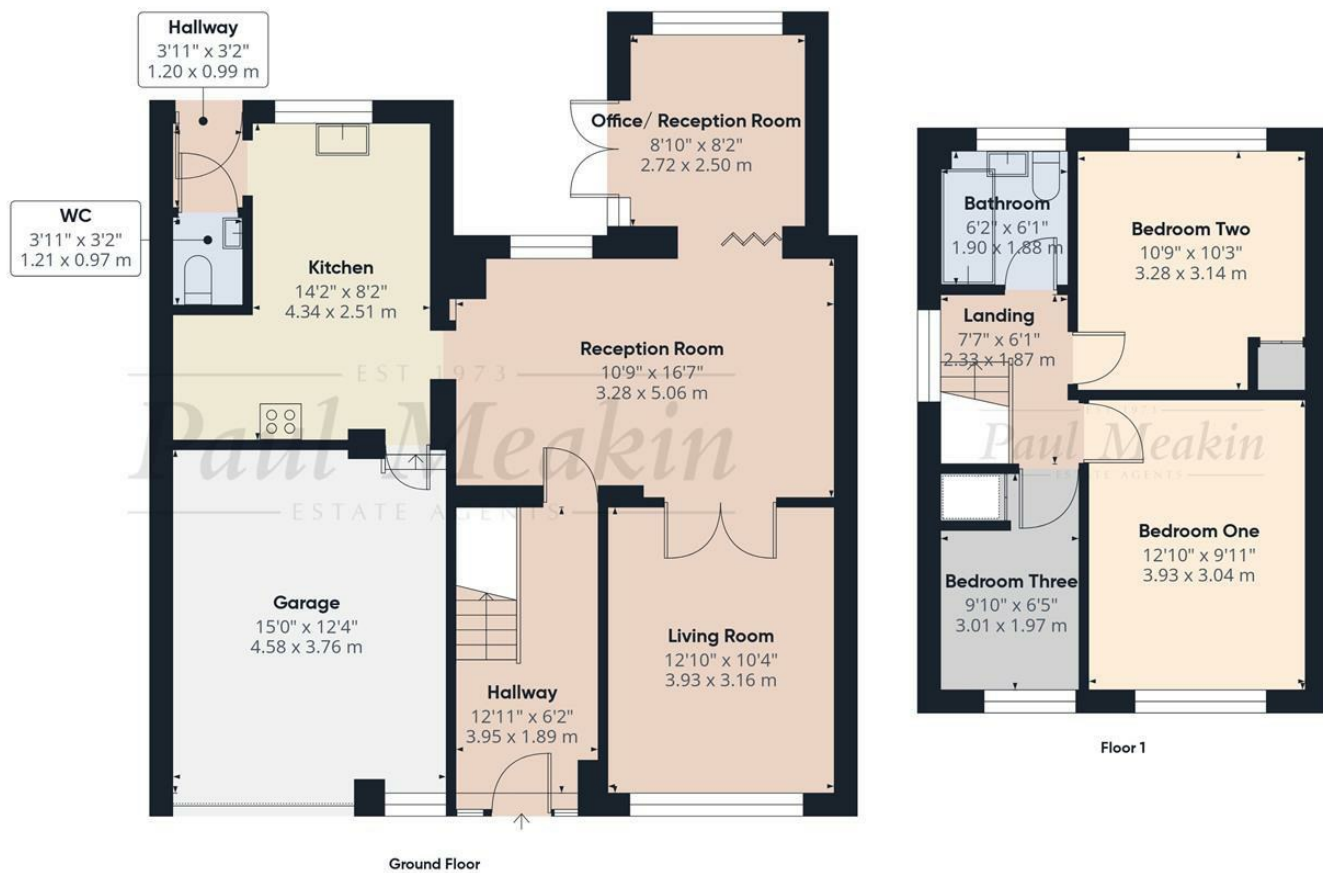 Hallway
3'11" x 3'2"
1.20 x 0.99 m
Office/ Reception Room
8'10" x 8'2"
2.72 x 2.50 m
WC
3'11" x 3'2"
1.21 x 0.97 m
Kitchen
14'2" x 8'2"
4.34 x 2.51 m
Reception Room
10'9" x 16'7"
3.28 x 5.06 m
EST 1973
Paul Meakin
ESTATE AGENTS
Garage
15'0" x 12'4"
4.58 x 3.76 m
Hallway
12'11" x 6'2"
3.95 x 1.89 m
Living Room
12'10" x 10'4"
3.93 x 3.16 m
Ground Floor
Bathroom
6'2" x 6'1"
1.90 x 1.88 m
Bedroom Two
10'9" x 10'3"
3.28 x 3.14 m
Landing
7'7" x 6'1"
2.33 x 1.87 m
EST 1973
Paul Meakin
ESTATE AGENTS
Bedroom One
12'10" x 9'11"
3.93 x 3.04 m
Bedroom Three
9'10" x 6'5"
3.01 x 1.97 m
Floor 1